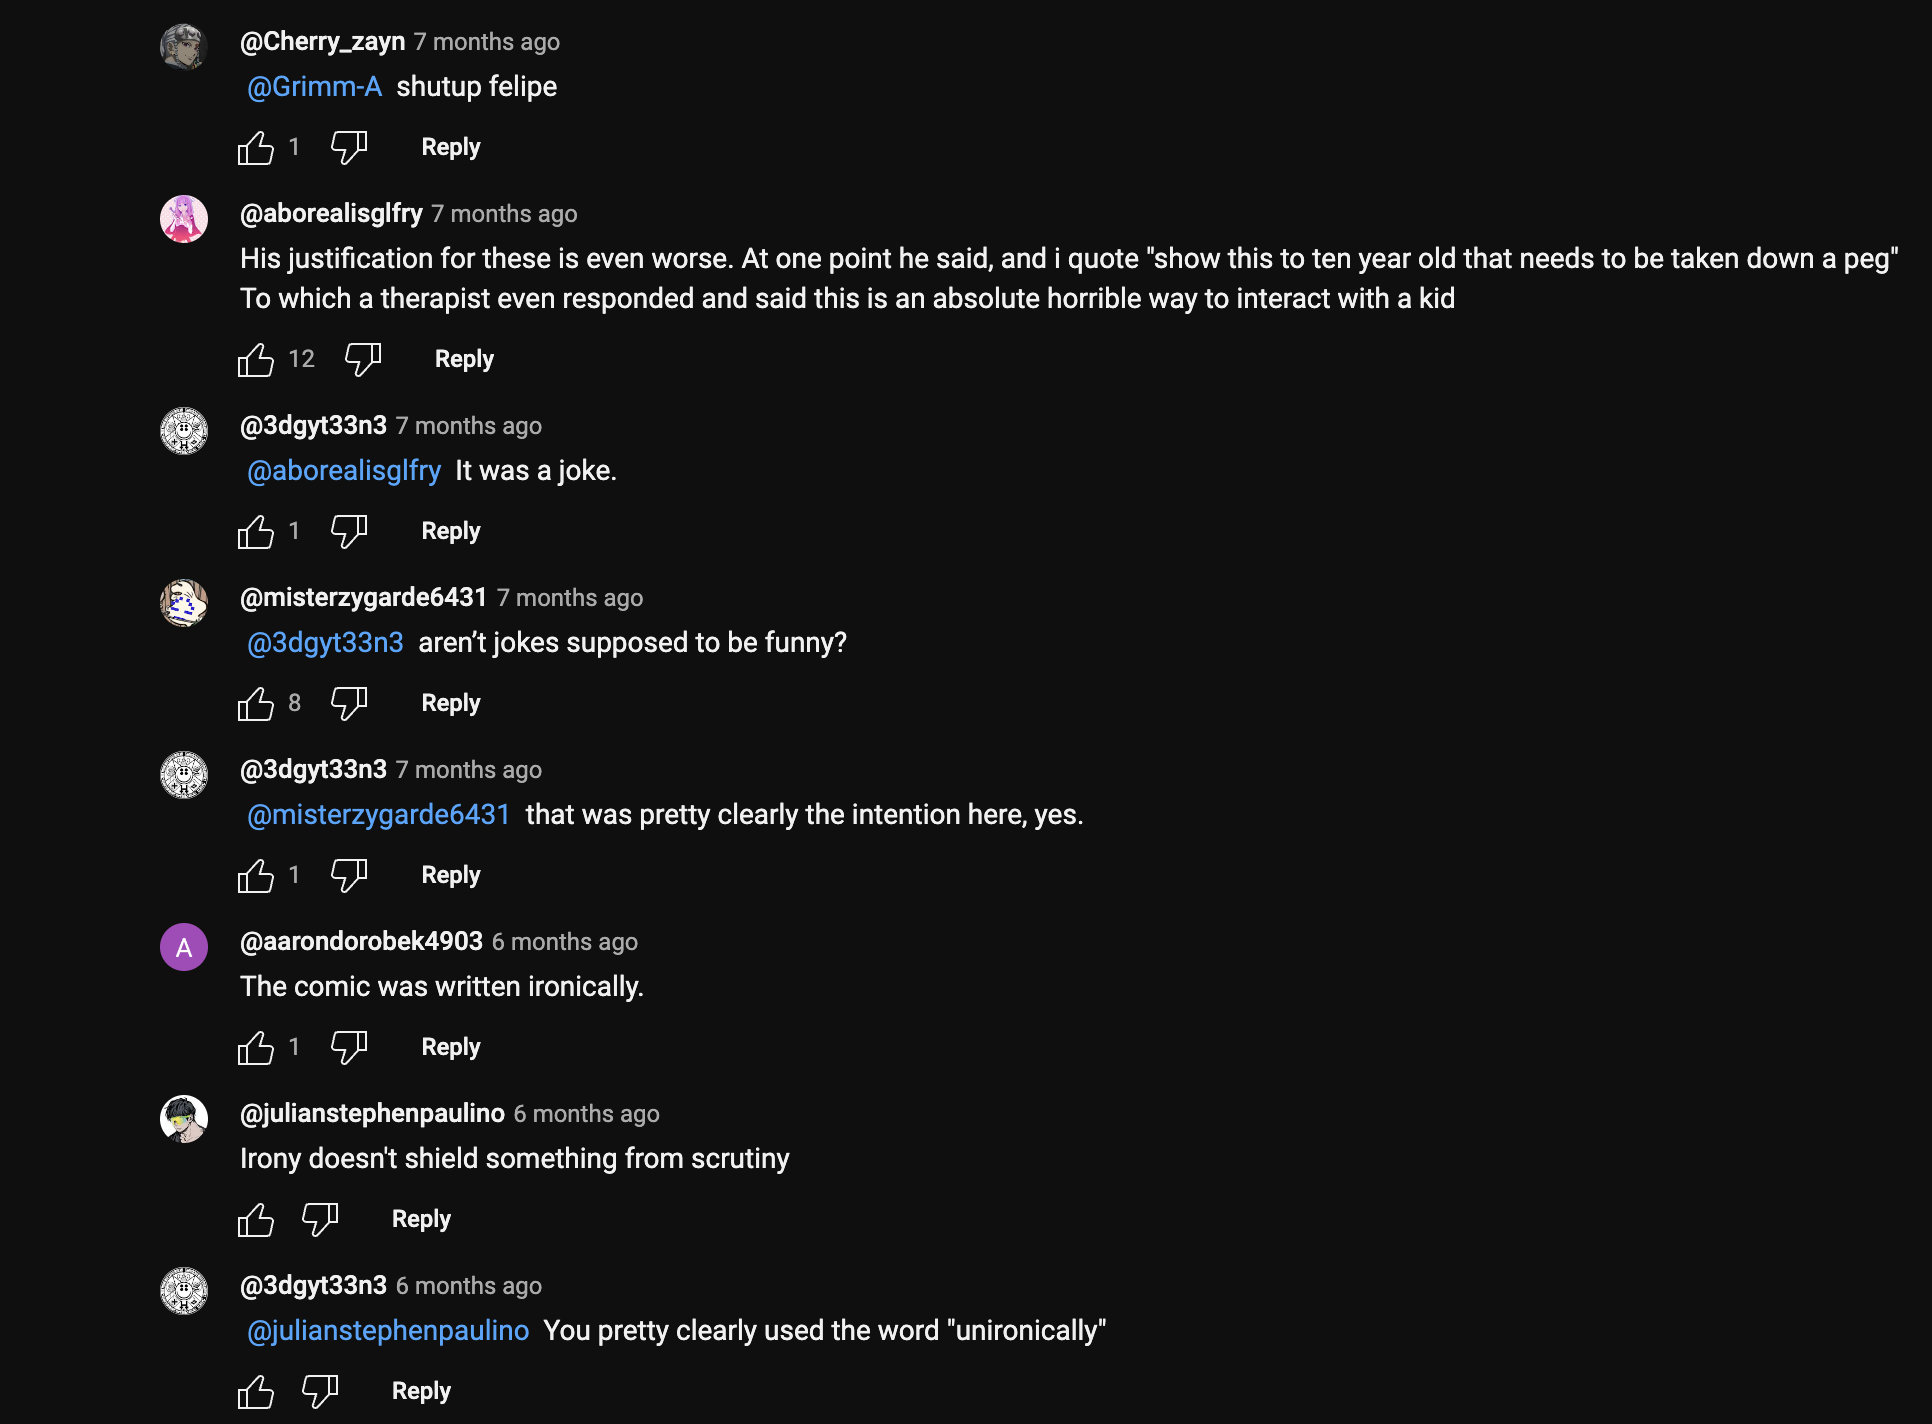 @Cherry_zayn 7 months ago
@Grimm-A shutup felipe
1 Reply
@aborealisglfry 7 months ago
His justification for these is even worse. At one point he said, and i quote "show this to ten year old that needs to be taken down a peg"
To which a therapist even responded and said this is an absolute horrible way to interact with a kid
12 Reply
@3dgyt33n3 7 months ago
@aborealisglfry It was a joke.
1 Reply
@misterzygarde6431 7 months ago
@3dgyt33n3 aren’t jokes supposed to be funny?
8 Reply
@3dgyt33n3 7 months ago
@misterzygarde6431 that was pretty clearly the intention here, yes.
1 Reply
A @aarondorobek4903 6 months ago
The comic was written ironically.
1 Reply
@julianstephenpaulino 6 months ago
Irony doesn't shield something from scrutiny
Reply
@3dgyt33n3 6 months ago
@julianstephenpaulino You pretty clearly used the word "unironically"
Reply